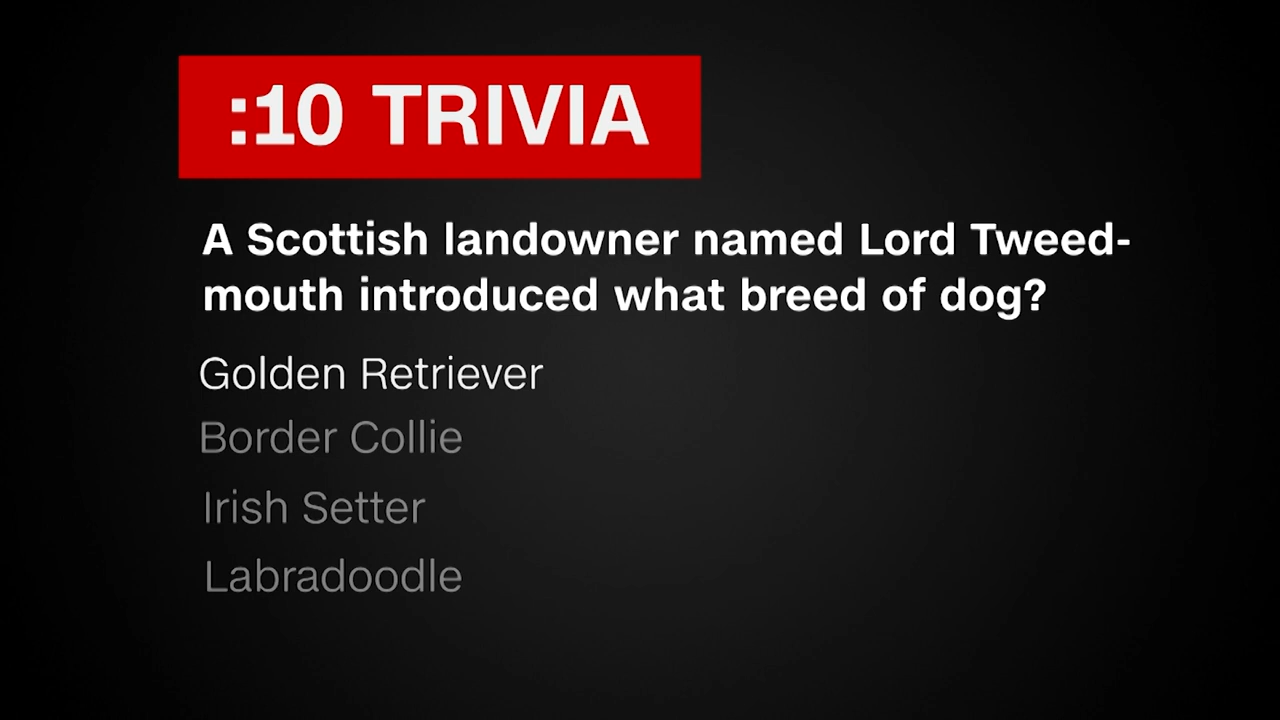 :10 TRIVIA
A Scottish landowner named Lord Tweed-
mouth introduced what breed of dog?
Golden Retriever
Border Collie
Irish Setter
Labradoodle